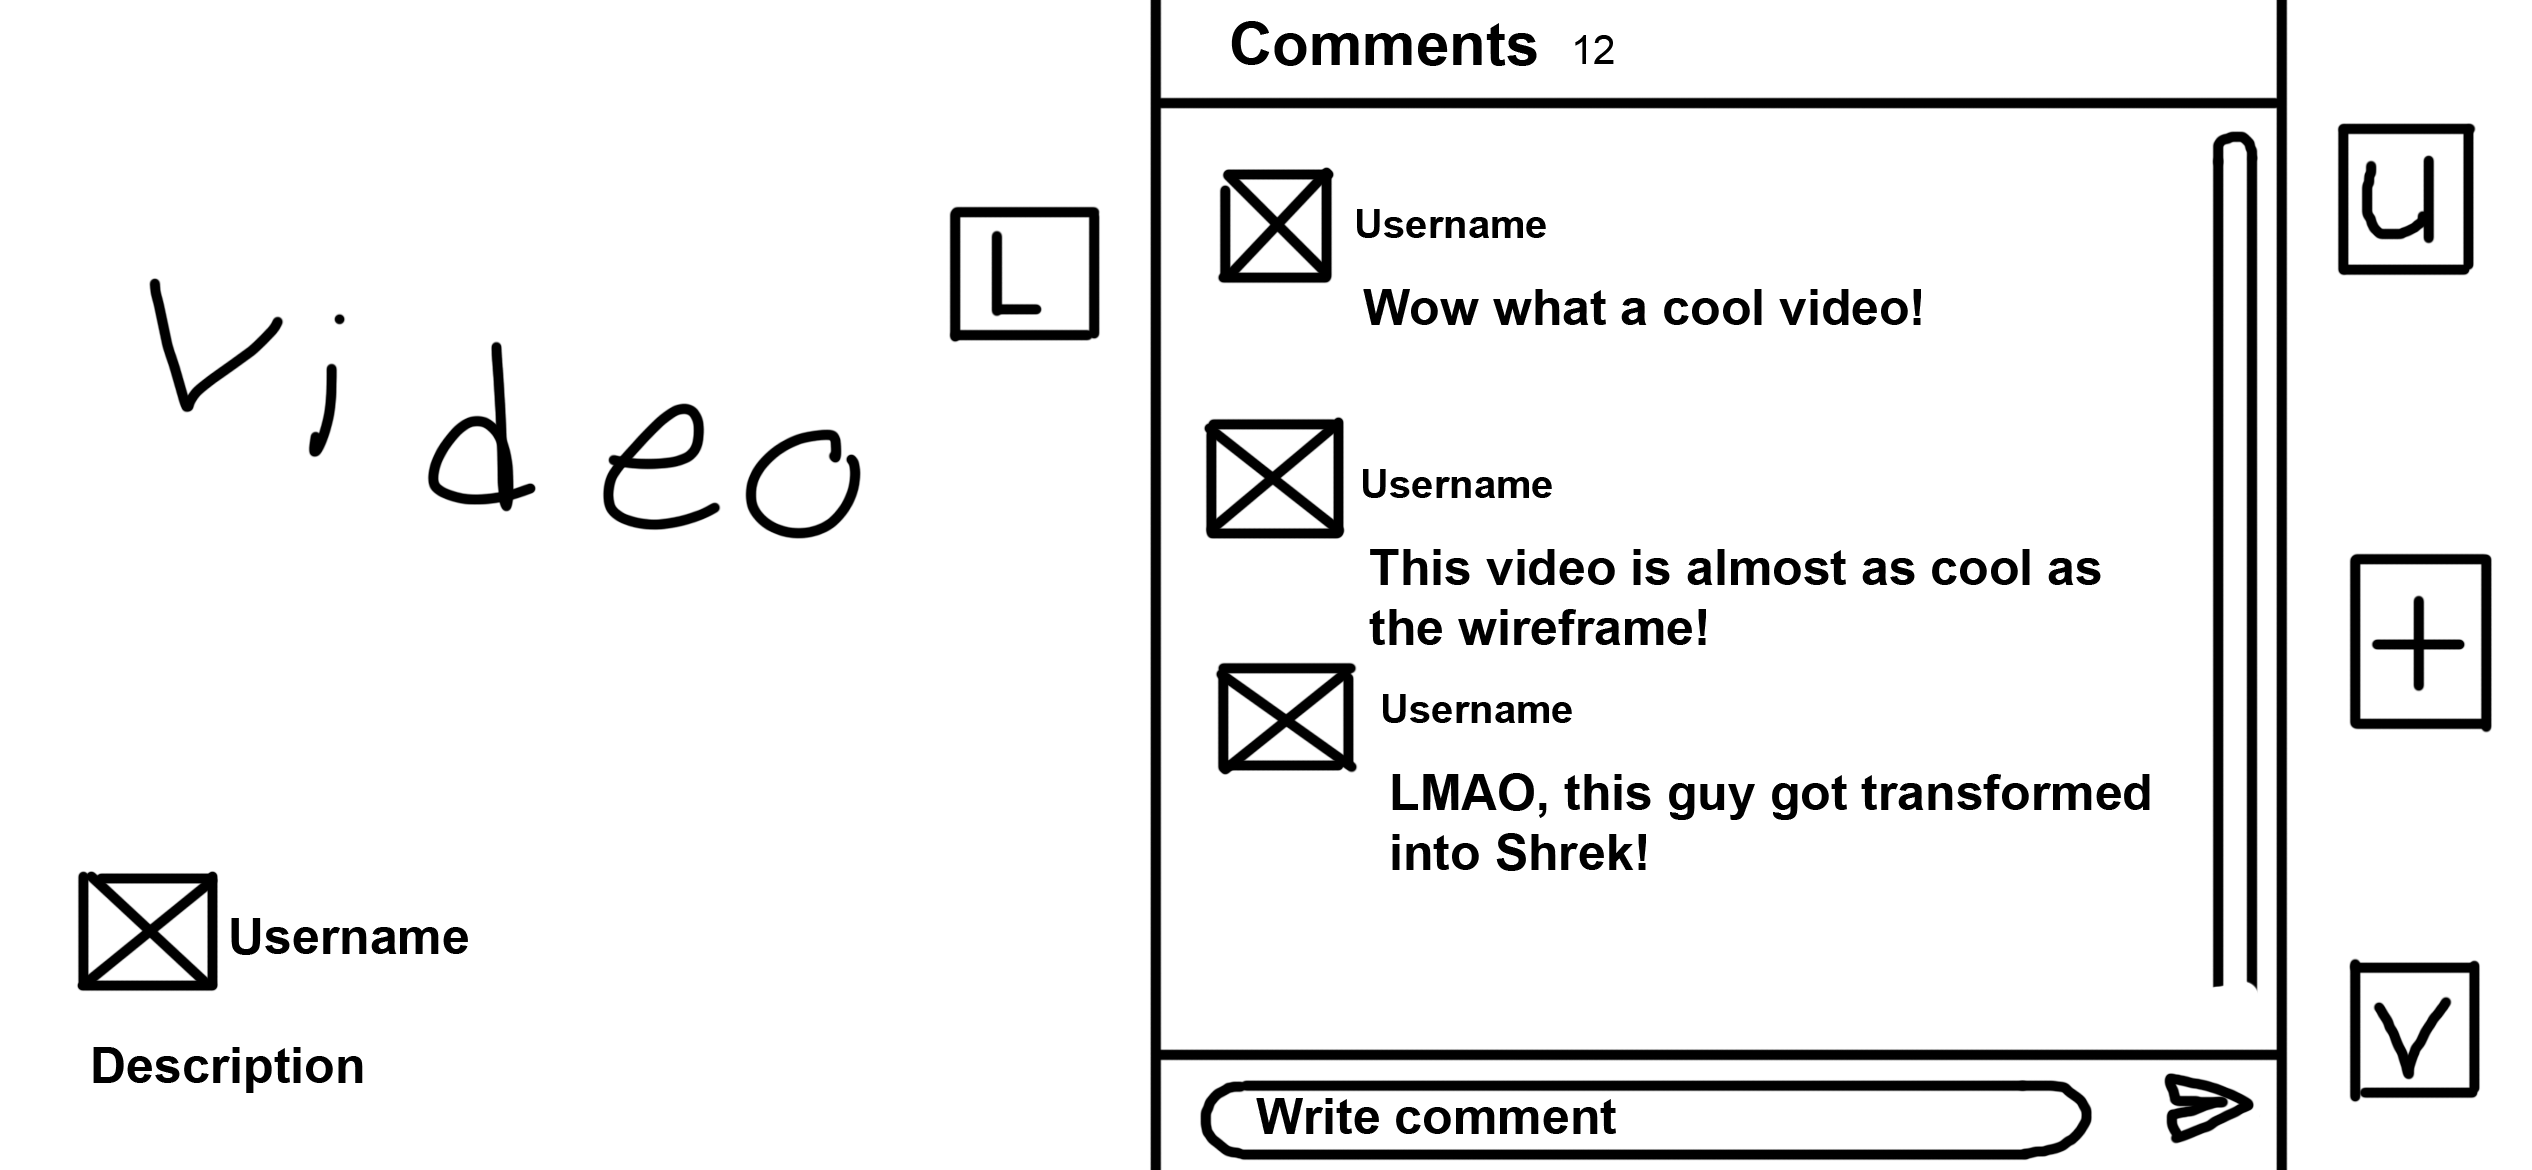 Video
L
Username
Description
Comments 12
Username
Wow what a cool video!
Username
This video is almost as cool as
the wireframe!
Username
LMAO, this guy got transformed
into Shrek!
Write comment
u
+
V